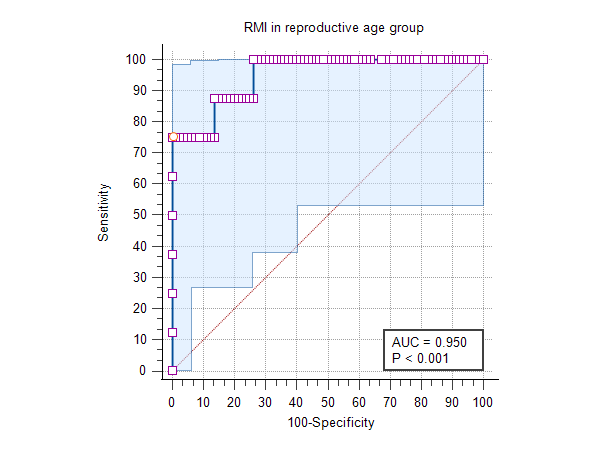 RMI in reproductive age group
100
90
80
70
60
50
40
30
20
10
0
Sensitivity
AUC = 0.950
P < 0.001
0 10 20 30 40 50 60 70 80 90 100
100-Specificity